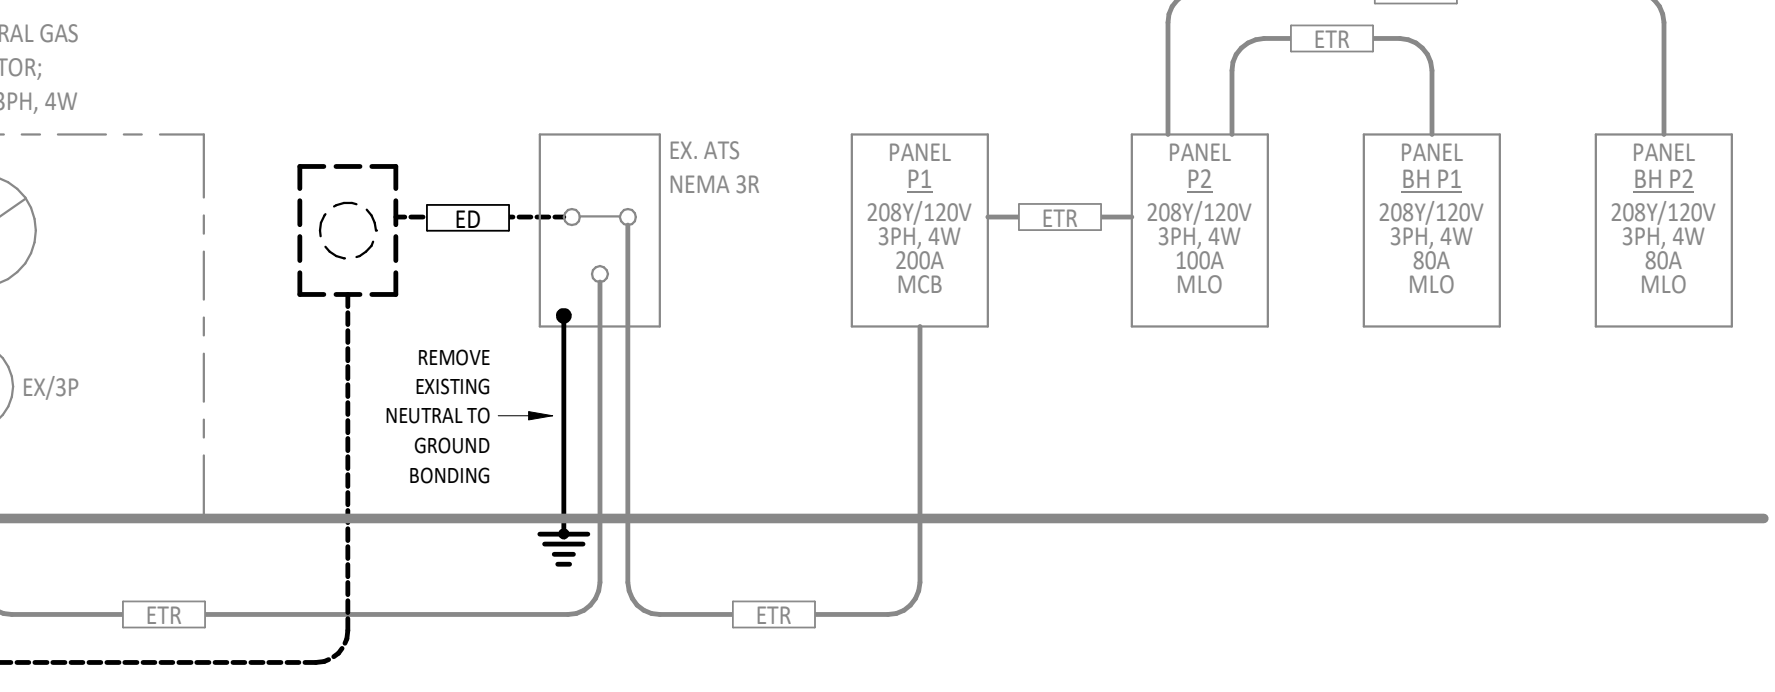 RAL GAS
TOR;
3PH, 4W
EX/3P
ED
EX. ATS
NEMA 3R
REMOVE
EXISTING
NEUTRAL TO
GROUND
BONDING
ETR
ETR
PANEL
P1
208Y/120V
3PH, 4W
200A
MCB
ETR
PANEL
P2
208Y/120V
3PH, 4W
100A
MLO
ETR
PANEL
BH P1
208Y/120V
3PH, 4W
80A
MLO
PANEL
BH P2
208Y/120V
3PH, 4W
80A
MLO